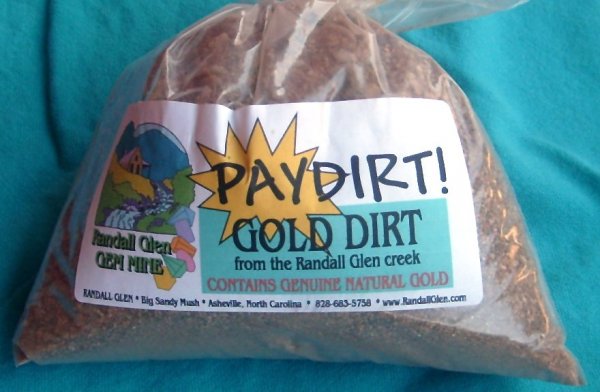 PAYDIRT!
GOLD DIRT
from the Randall Glen creek
CONTAINS GENUINE NATURAL GOLD
Randall Glen
GEM MINE
RANDALL GLEN * Big Sandy Mush * Asheville, North Carolina * 828-683-5758 * www.RandallGlen.com